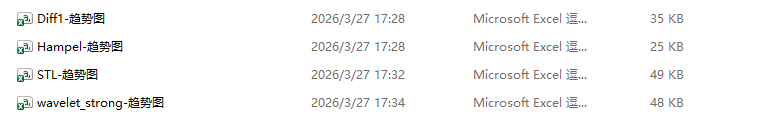 Diff1-趋势图 2026/3/27 17:28 Microsoft Excel 逗... 35 KB
Hampel-趋势图 2026/3/27 17:28 Microsoft Excel 逗... 25 KB
STL-趋势图 2026/3/27 17:32 Microsoft Excel 逗... 49 KB
wavelet_strong-趋势图 2026/3/27 17:34 Microsoft Excel 逗... 48 KB